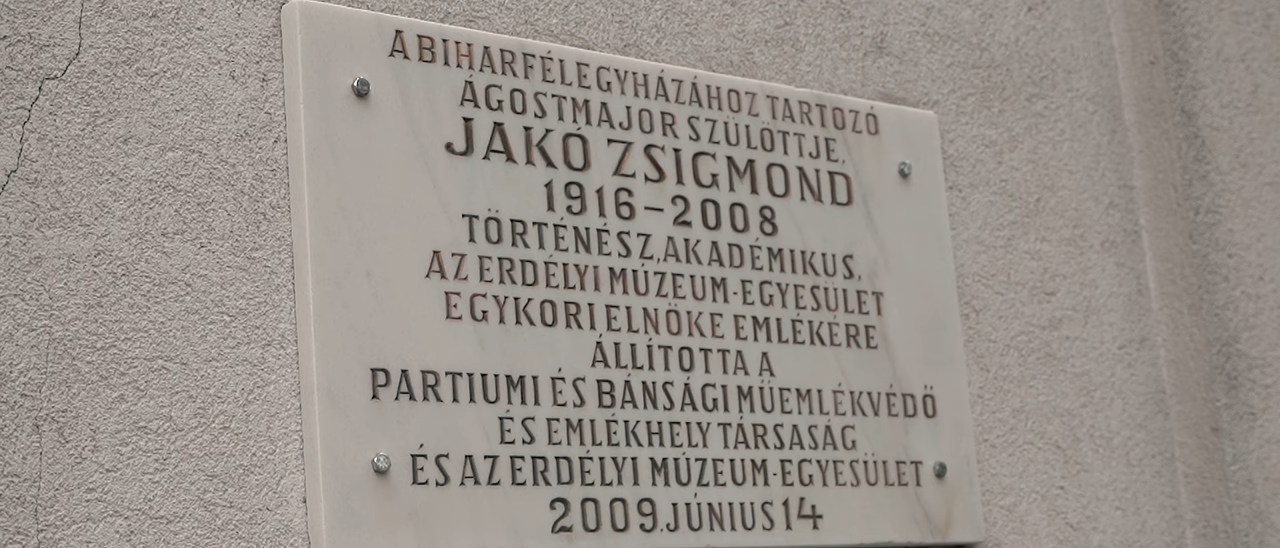 A BIHARFÉLEGYHÁZÁHOZ TARTOZÓ
ÁGOSTMAJOR SZÜLÖTTJE,
JAKÓ ZSIGMOND
1916-2008
TÖRTÉNÉSZ, AKADÉMIKUS,
AZ ERDÉLYI MÚZEUM-EGYESÜLET
EGYKORI ELNÖKE EMLÉKÉRE
ÁLLÍTOTTA A
PARTIUMI ÉS BÁNSÁGI MŰEMLÉKVÉDŐ
ÉS EMLÉKHELY TÁRSASÁG
ÉS AZ ERDÉLYI MÚZEUM-EGYESÜLET
2009. JÚNIUS 14